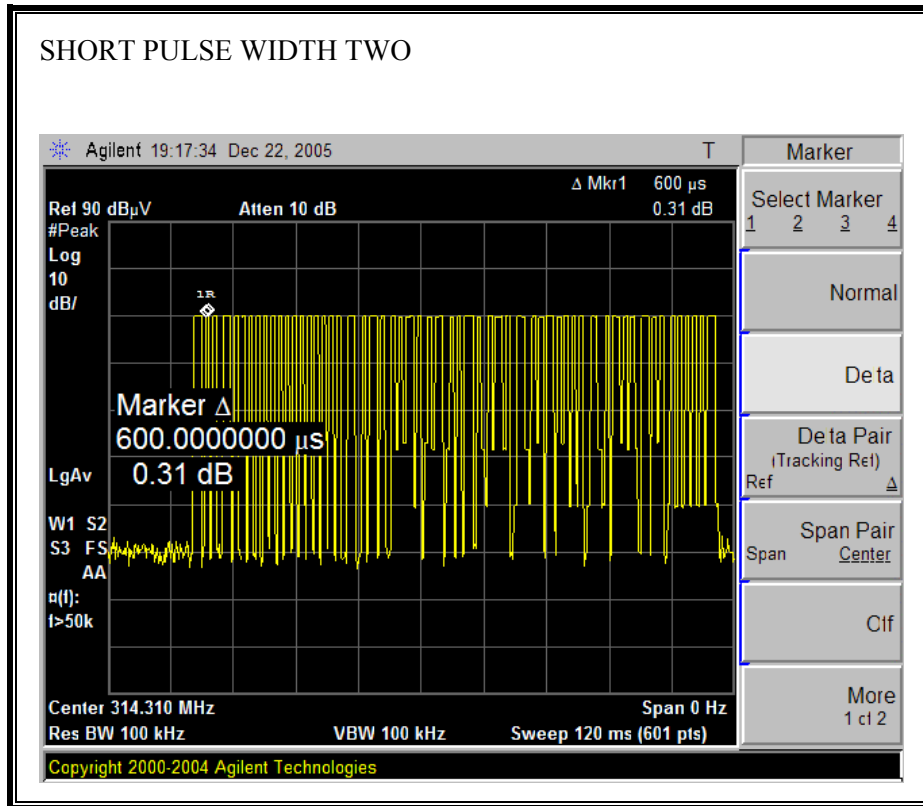 SHORT PULSE WIDTH TWO
Agilent 19:17:34 Dec 22, 2005 T
Marker
Δ Mkr1 600 µs
Ref 90 dBµV Atten 10 dB 0.31 dB
#Peak
Log
10
dB/
1R
Marker Δ
600.0000000 µs
0.31 dB
LgAv
W1 S2
S3 FS
AA
¤(f):
f>50k
Center 314.310 MHz Span 0 Hz
Res BW 100 kHz VBW 100 kHz Sweep 120 ms (601 pts)
Copyright 2000-2004 Agilent Technologies
Select Marker
1 2 3 4
Normal
Delta
Delta Pair
(Tracking Ref)
Ref Δ
Span Pair
Span Center
Off
More
1 of 2